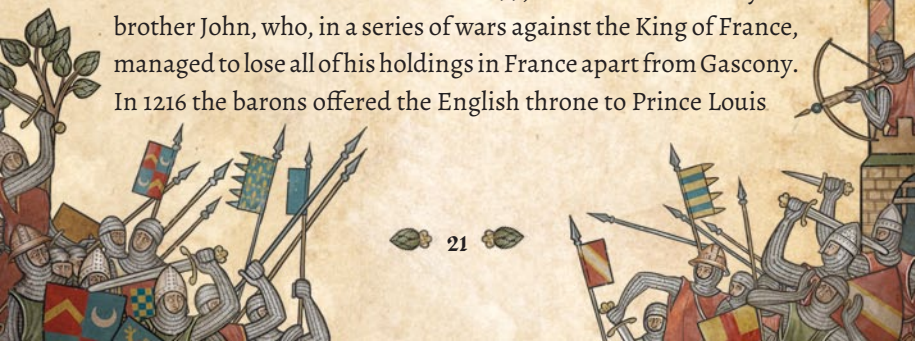 brother John, who, in a series of wars against the King of France,
managed to lose all of his holdings in France apart from Gascony.
In 1216 the barons offered the English throne to Prince Louis
21